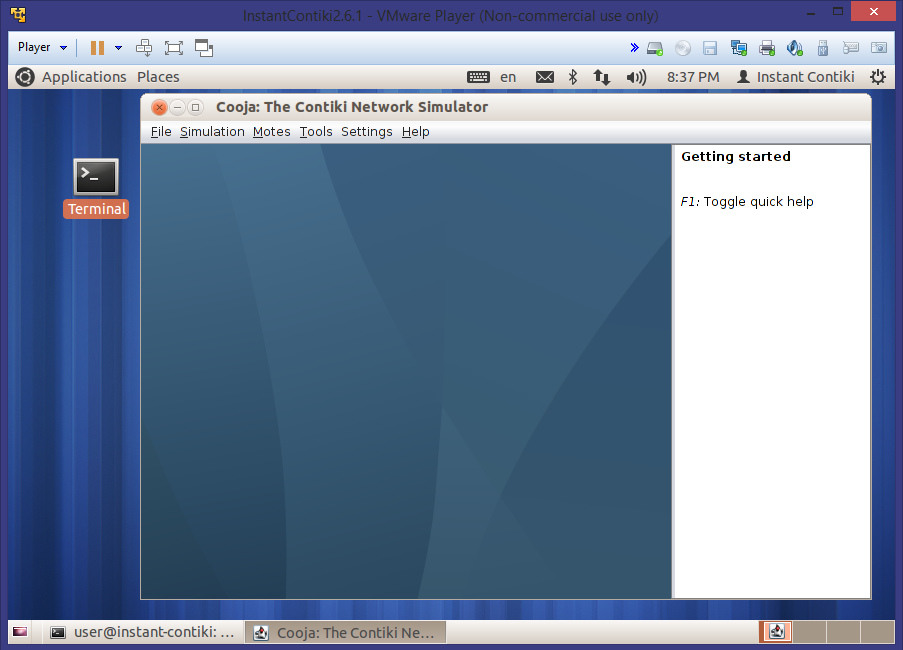 InstantContiki2.6.1 - VMware Player (Non-commercial use only)
Player
Applications Places en 8:37 PM Instant Contiki
Cooja: The Contiki Network Simulator
File Simulation Motes Tools Settings Help
Getting started
F1: Toggle quick help
Terminal
user@instant-contiki: ...
Cooja: The Contiki Ne...